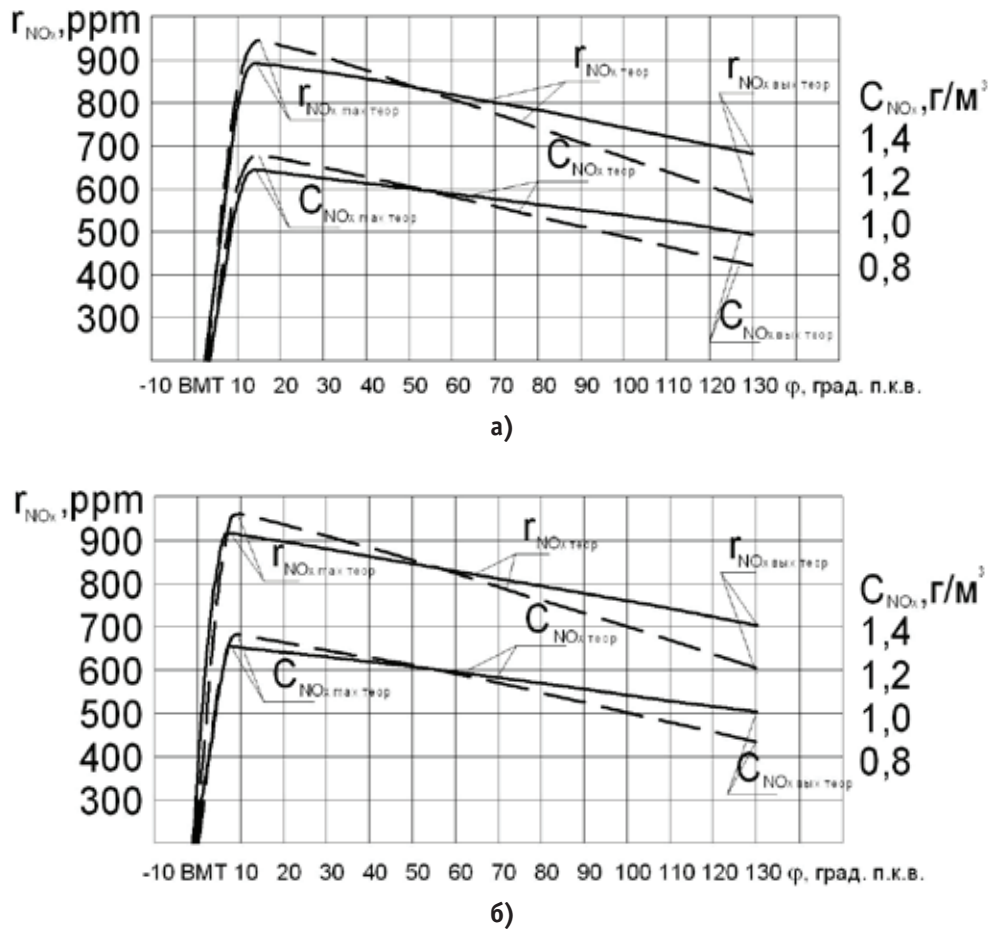 r NOx, ppm
900
800
700
600
500
400
300
r NOx max теор
r NOx теор
r NOx вых теор
C NOx max теор
C NOx теор
C NOx вых теор
C NOx, г/м³
1,4
1,2
1,0
0,8
-10 ВМТ 10 20 30 40 50 60 70 80 90 100 110 120 130 φ, град. п.к.в.
а)
r NOx, ppm
900
800
700
600
500
400
300
r NOx max теор
r NOx теор
r NOx вых теор
C NOx max теор
C NOx теор
C NOx вых теор
C NOx, г/м³
1,4
1,2
1,0
0,8
-10 ВМТ 10 20 30 40 50 60 70 80 90 100 110 120 130 φ, град. п.к.в.
б)